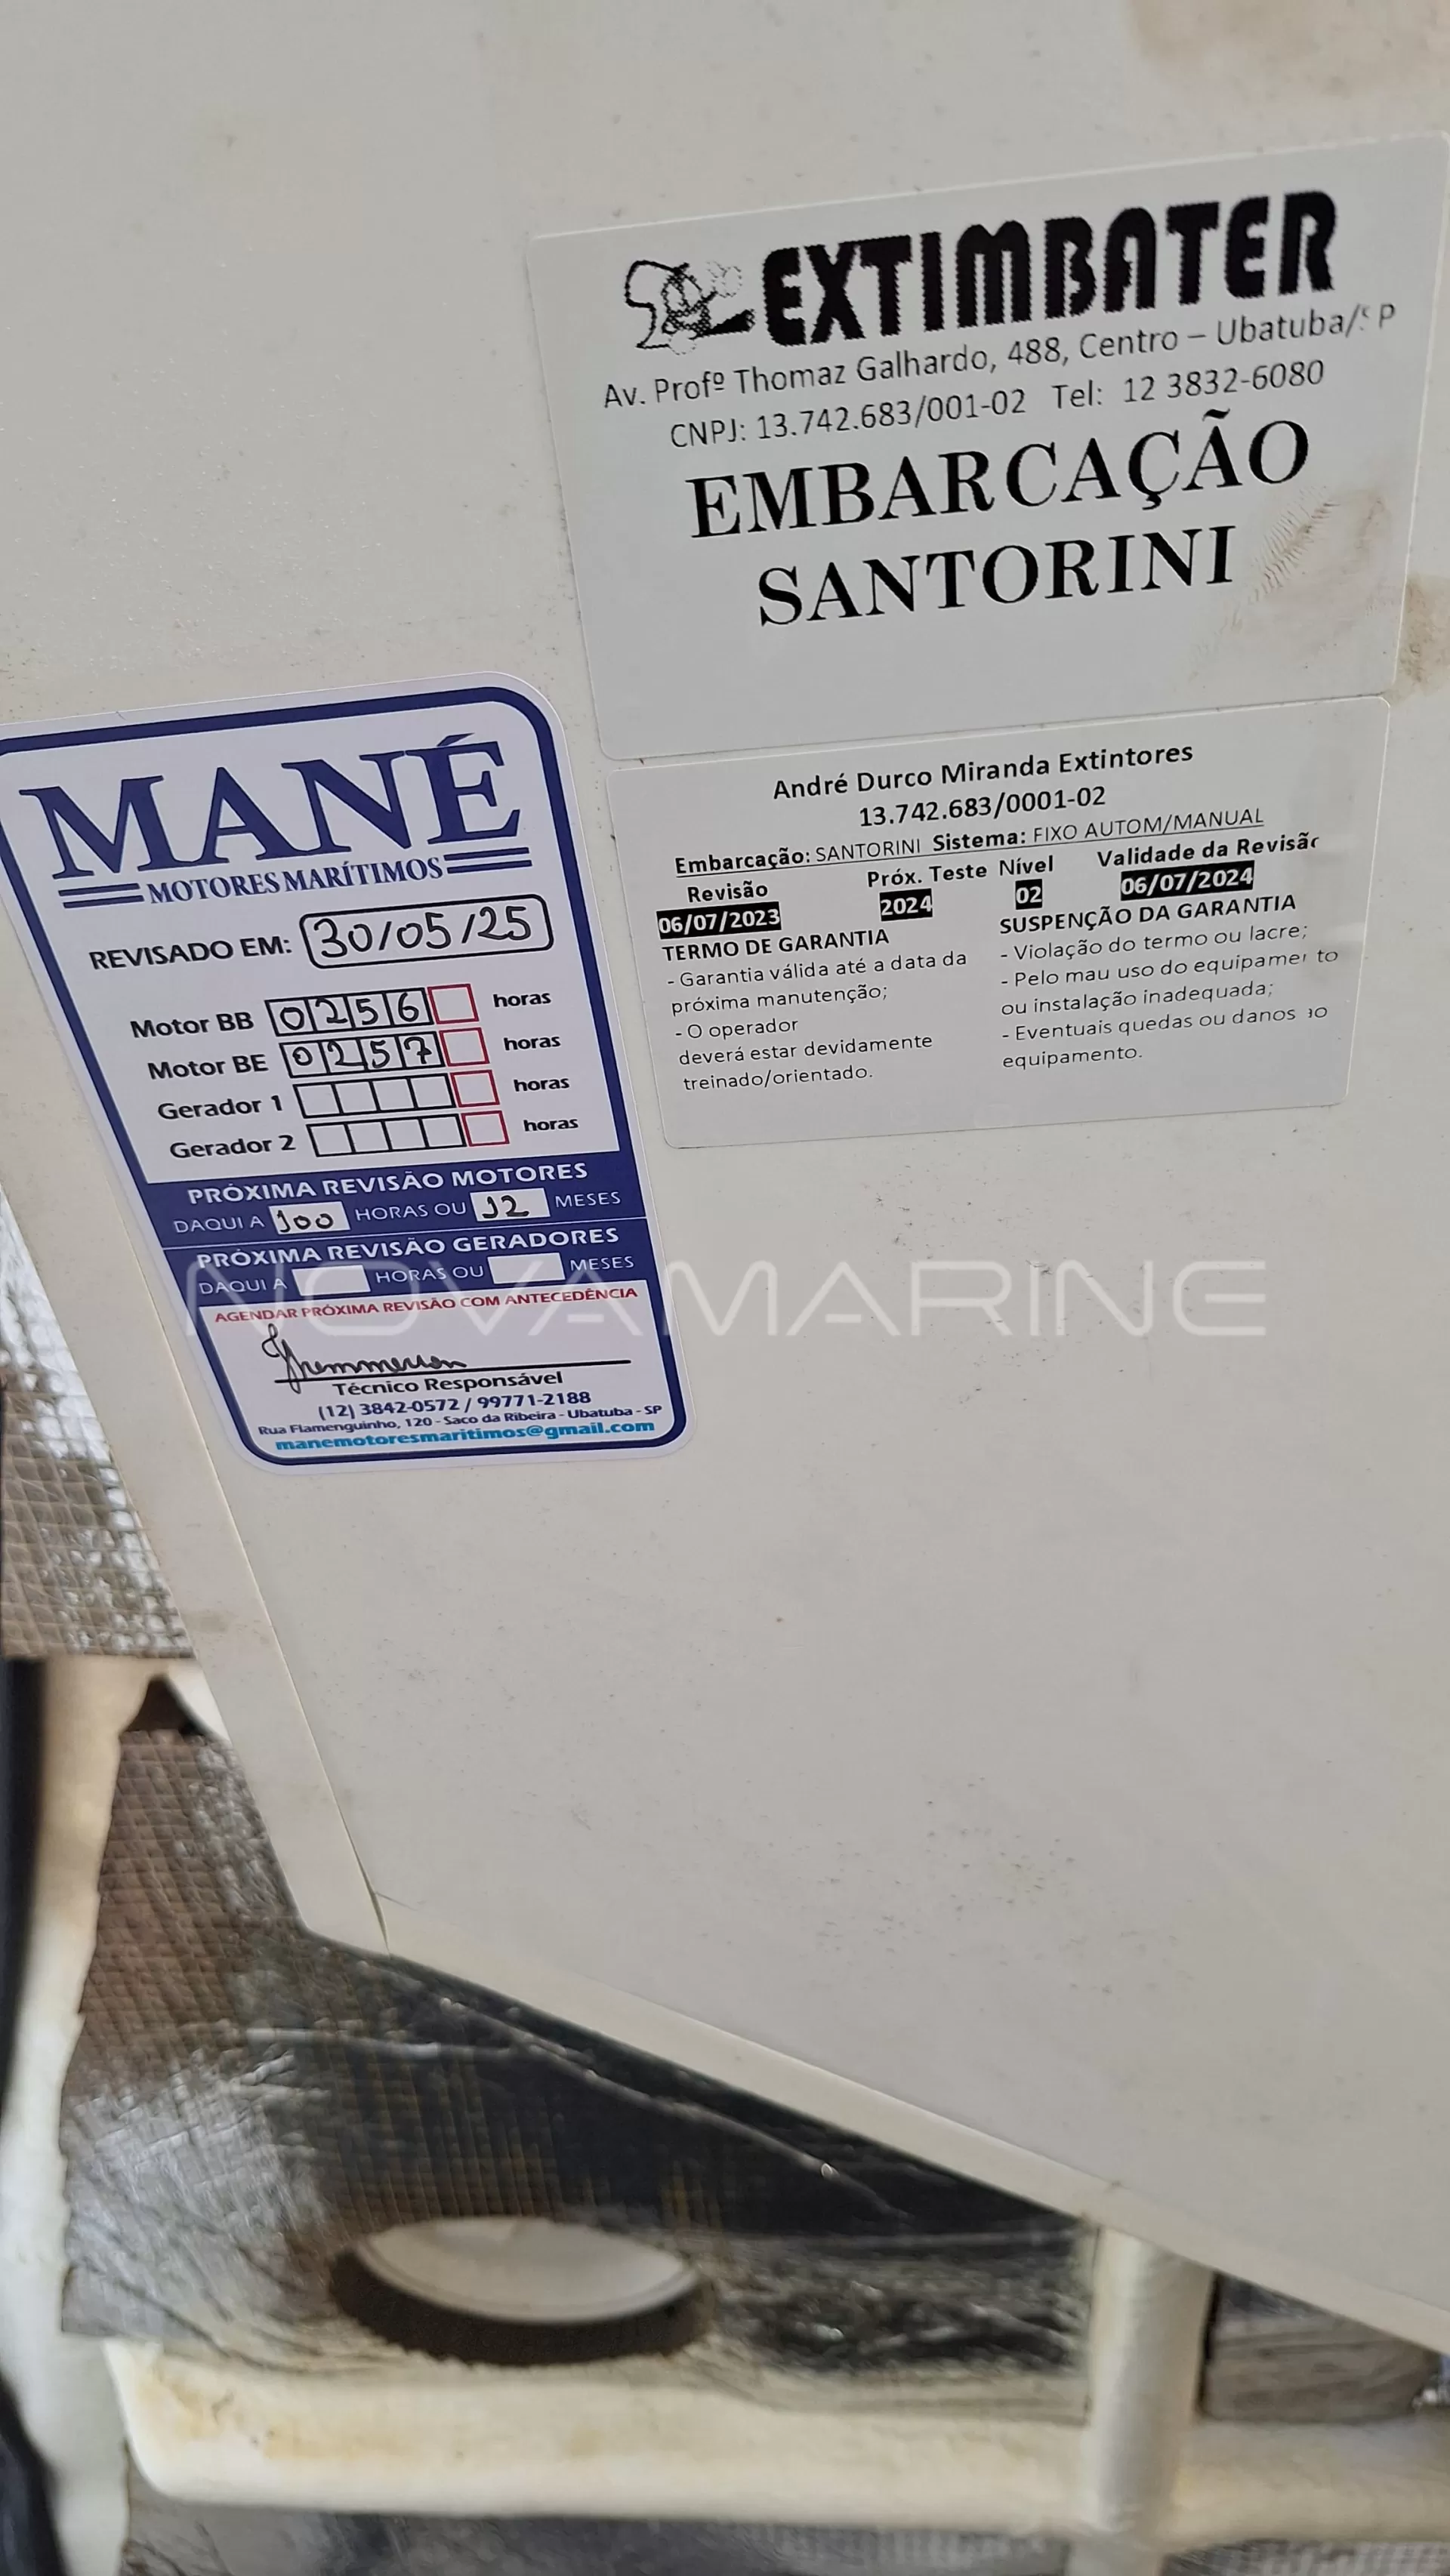 EXTIMBATER
Av. Profº Thomaz Galhardo, 488, Centro – Ubatuba/SP
CNPJ: 13.742.683/001-02 Tel: 12 3832-6080
EMBARCAÇÃO
SANTORINI
André Durco Miranda Extintores
13.742.683/0001-02
Embarcação: SANTORINI Sistema: FIXO AUTOM/MANUAL
Revisão Próx. Teste Nível Validade da Revisão
06/07/2023 2024 02 06/07/2024
TERMO DE GARANTIA
- Garantia válida até a data da
próxima manutenção;
- O operador
deverá estar devidamente
treinado/orientado.
SUSPENÇÃO DA GARANTIA
- Violação do termo ou lacre;
- Pelo mau uso do equipamento
ou instalação inadequada;
- Eventuais quedas ou danos ao
equipamento.
MANÉ
MOTORES MARÍTIMOS
REVISADO EM: 30/05/25
Motor BB 0256 horas
Motor BE 0257 horas
Gerador 1 horas
Gerador 2 horas
PRÓXIMA REVISÃO MOTORES
DAQUI A 100 HORAS OU 12 MESES
PRÓXIMA REVISÃO GERADORES
DAQUI A HORAS OU MESES
AGENDAR PRÓXIMA REVISÃO COM ANTECEDÊNCIA
Técnico Responsável
(12) 3842-0572 / 99771-2188
Rua Flamenguinho, 120 - Saco da Ribeira - Ubatuba - SP
manemotoresmaritimos@gmail.com
NOVAMARINE